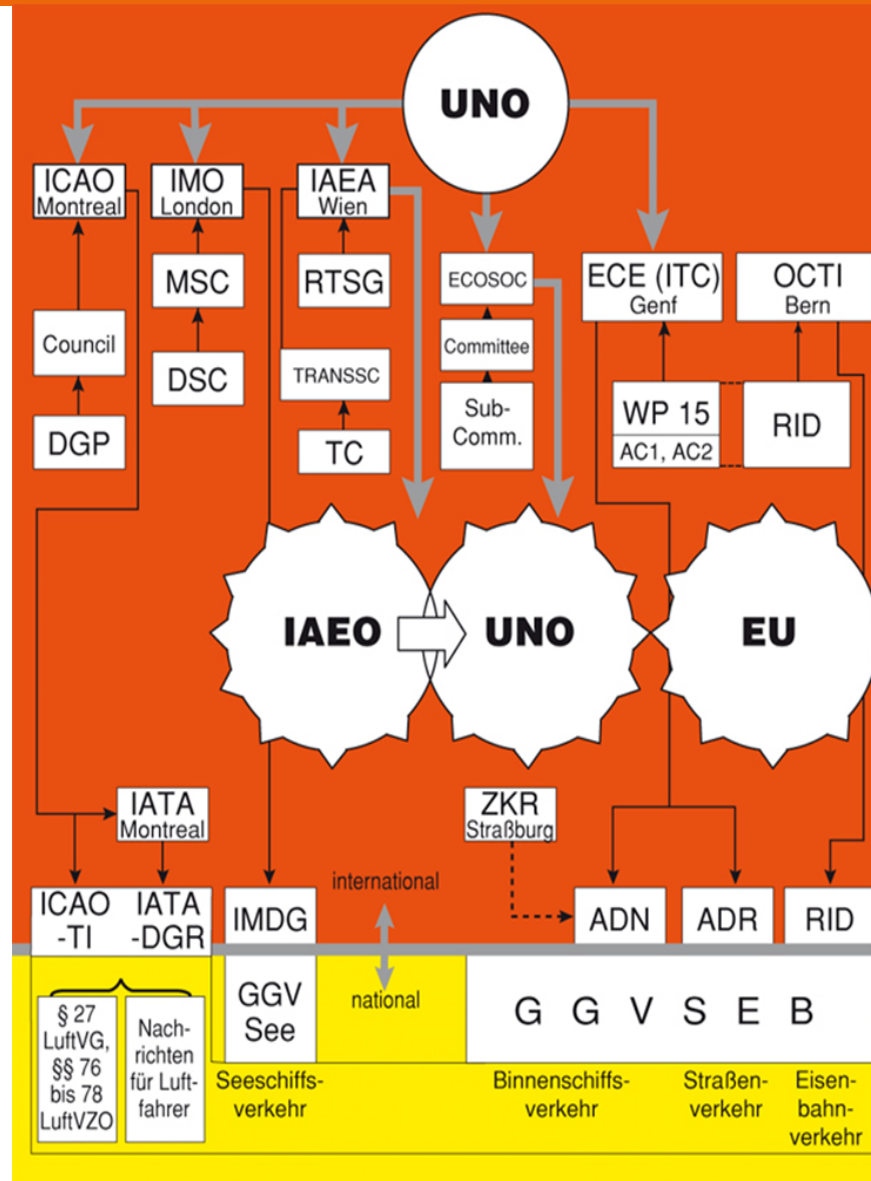 UNO
ICAO
Montreal
IMO
London
IAEA
Wien
MSC
RTSG
ECOSOC
ECE (ITC)
Genf
OCTI
Bern
Council
Committee
DSC
TRANSSC
Sub-
Comm.
WP 15
AC1, AC2
RID
DGP
TC
IAEO
UNO
EU
IATA
Montreal
ZKR
Straßburg
international
ICAO
-TI
IATA
-DGR
IMDG
ADN
ADR
RID
national
GGV
See
G G V S E B
§ 27
LuftVG,
§§ 76
bis 78
LuftVZO
Nach-
richten
für Luft-
fahrer
Seeschiffs-
verkehr
Binnenschiffs-
verkehr
Straßen-
verkehr
Eisen-
bahn-
verkehr